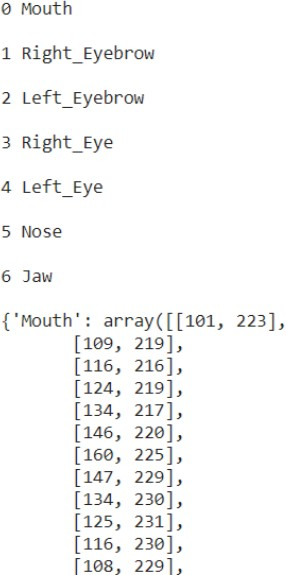 0 Mouth
1 Right_Eyebrow
2 Left_Eyebrow
3 Right_Eye
4 Left_Eye
5 Nose
6 Jaw
{'Mouth': array([[101, 223],
[109, 219],
[116, 216],
[124, 219],
[134, 217],
[146, 220],
[160, 225],
[147, 229],
[134, 230],
[125, 231],
[116, 230],
[108, 229],